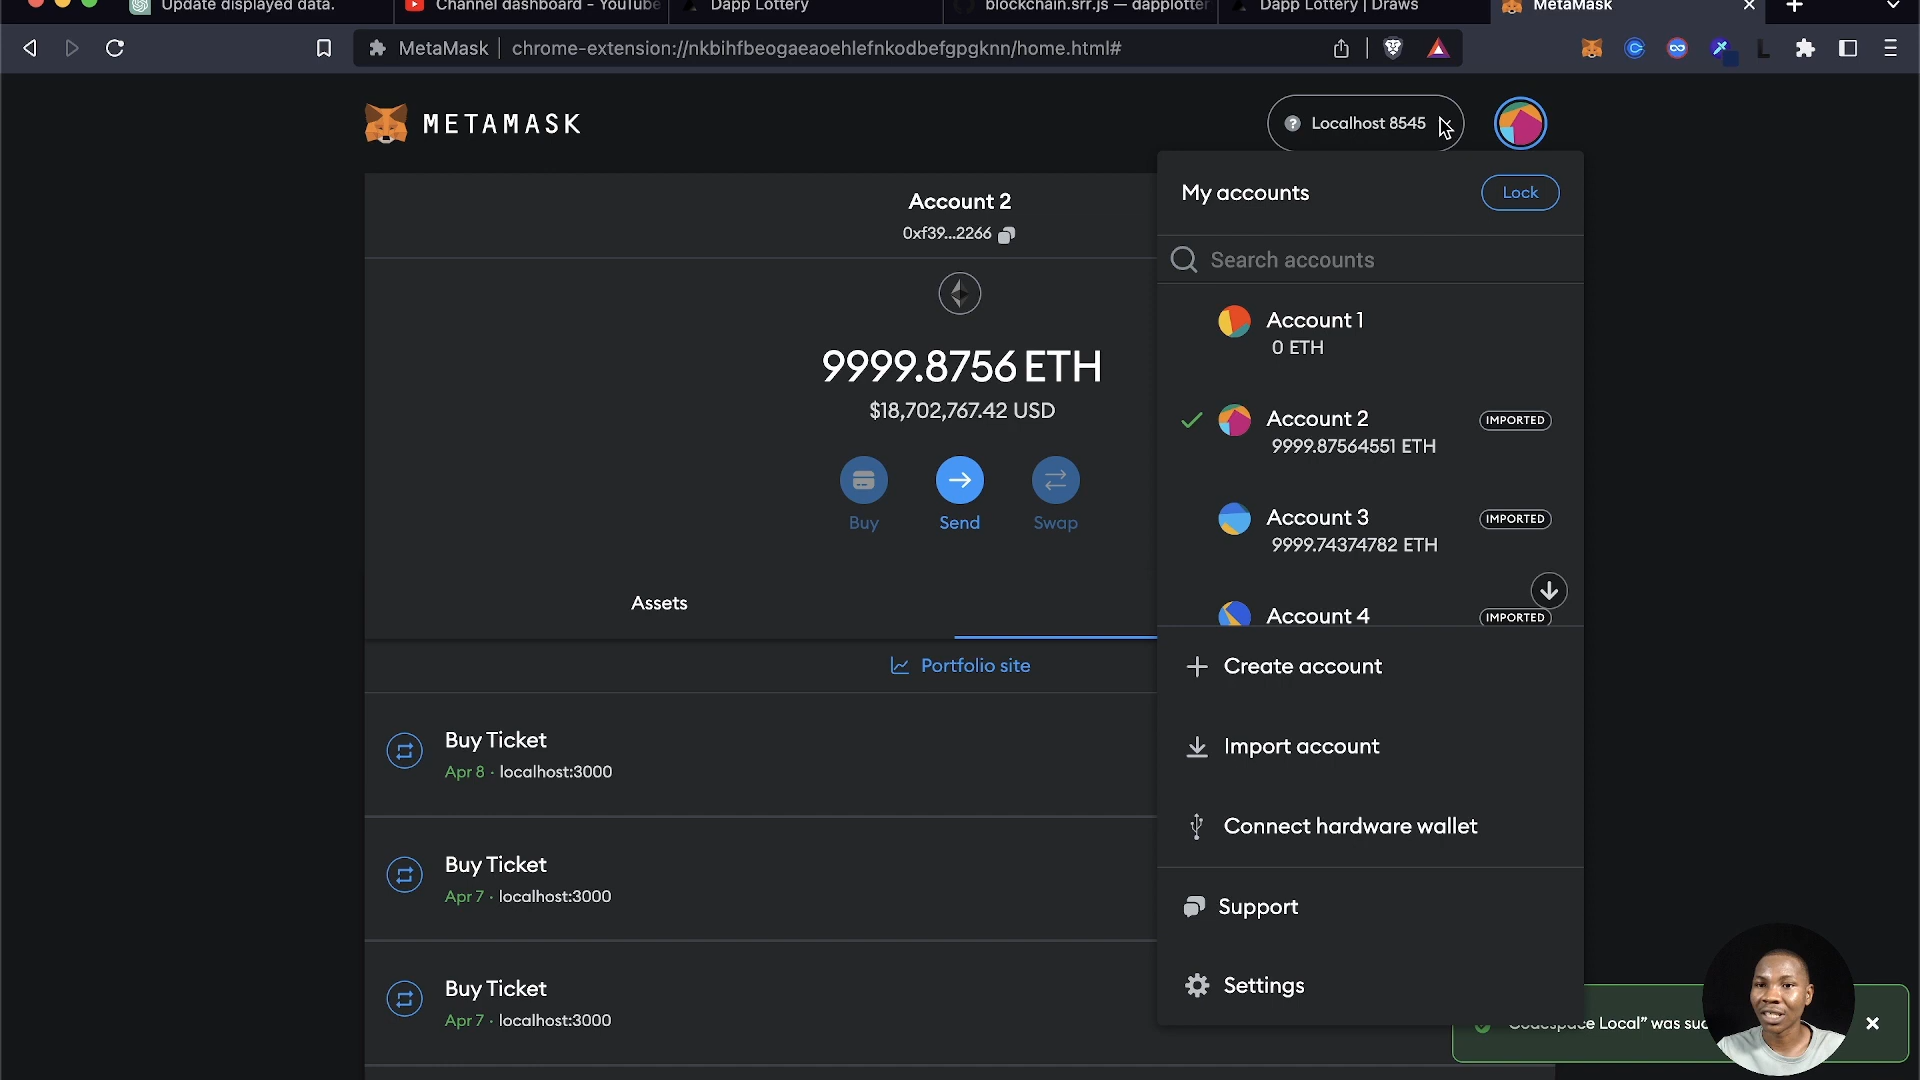 Update displayed data.
Channel dashboard - YouTube
Dapp Lottery
blockchain.srr.js — dapplotter
Dapp Lottery | Draws
MetaMask
MetaMask
chrome-extension://nkbihfbeogaeaoehlefnkodbefgpgknn/home.html#
METAMASK
Localhost 8545
Account 2
0xf39...2266
9999.8756 ETH
$18,702,767.42 USD
Buy
Send
Swap
Assets
Portfolio site
Buy Ticket
Apr 8 · localhost:3000
Buy Ticket
Apr 7 · localhost:3000
Buy Ticket
Apr 7 · localhost:3000
My accounts
Lock
Search accounts
Account 1
0 ETH
Account 2
IMPORTED
9999.87564551 ETH
Account 3
IMPORTED
9999.74374782 ETH
Account 4
IMPORTED
Create account
Import account
Connect hardware wallet
Support
Settings
Local" was